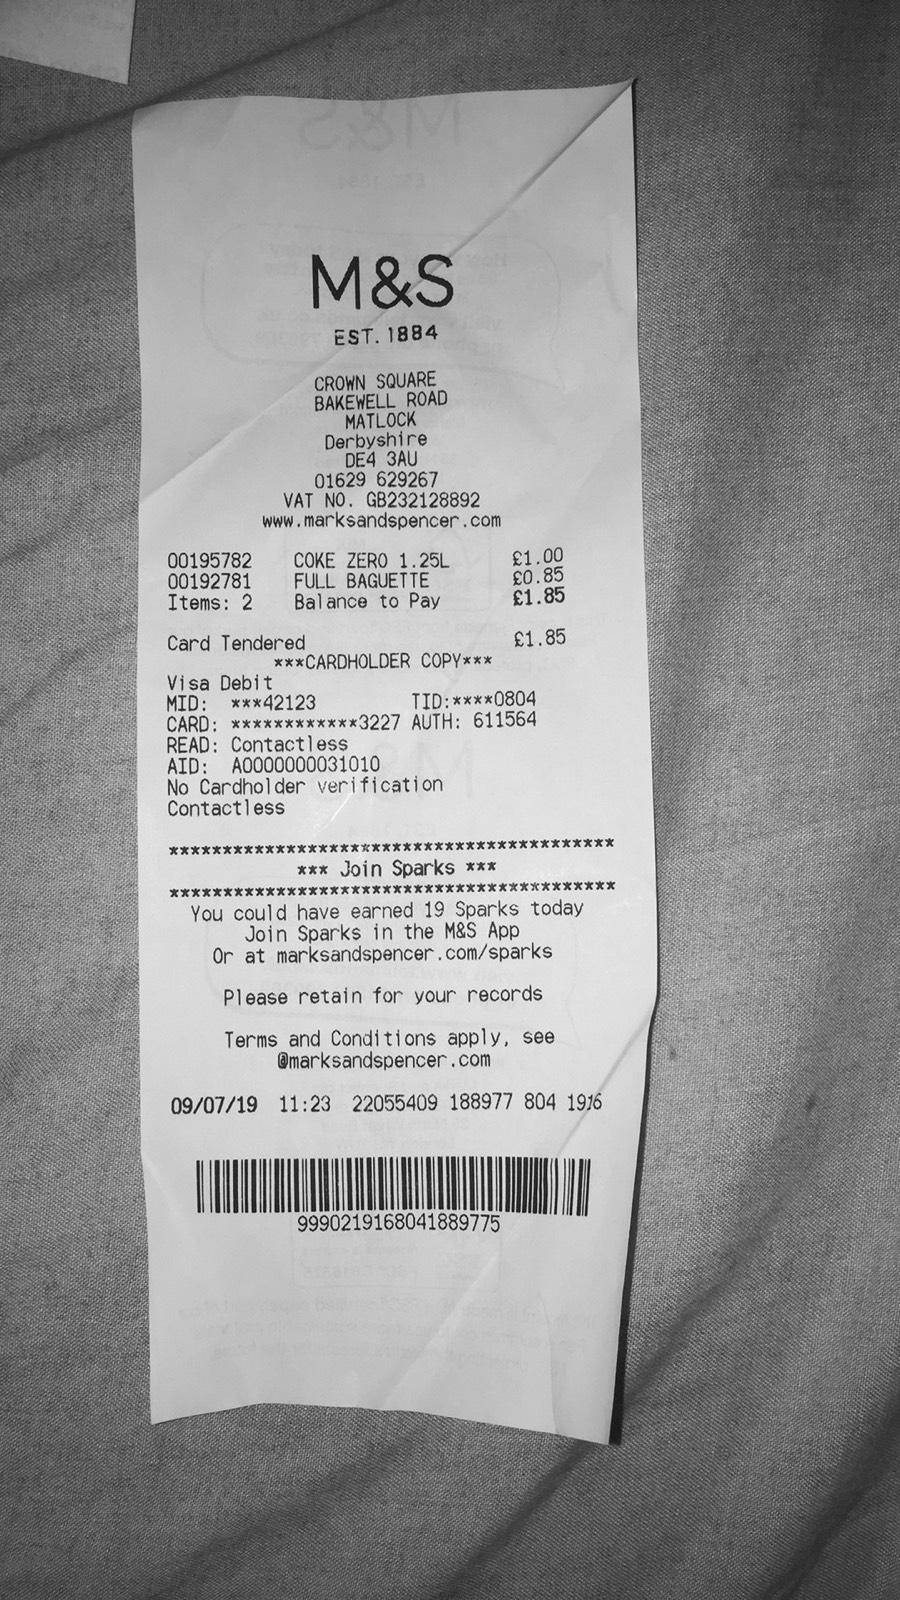 M&S
EST. 1884
CROWN SQUARE
BAKEWELL ROAD
MATLOCK
Derbyshire
DE4 3AU
01629 629267
VAT NO. GB232128892
www.marksandspencer.com
00195782 COKE ZERO 1.25L £1.00
00192781 FULL BAGUETTE £0.85
Items: 2 Balance to Pay £1.85
Card Tendered £1.85
***CARDHOLDER COPY***
Visa Debit
MID: ***42123 TID:****0804
CARD: ************3227 AUTH: 611564
READ: Contactless
AID: A0000000031010
No Cardholder verification
Contactless
******************************************
*** Join Sparks ***
******************************************
You could have earned 19 Sparks today
Join Sparks in the M&S App
Or at marksandspencer.com/sparks
Please retain for your records
Terms and Conditions apply, see
@marksandspencer.com
09/07/19 11:23 22055409 188977 804 1916
9990219168041889775